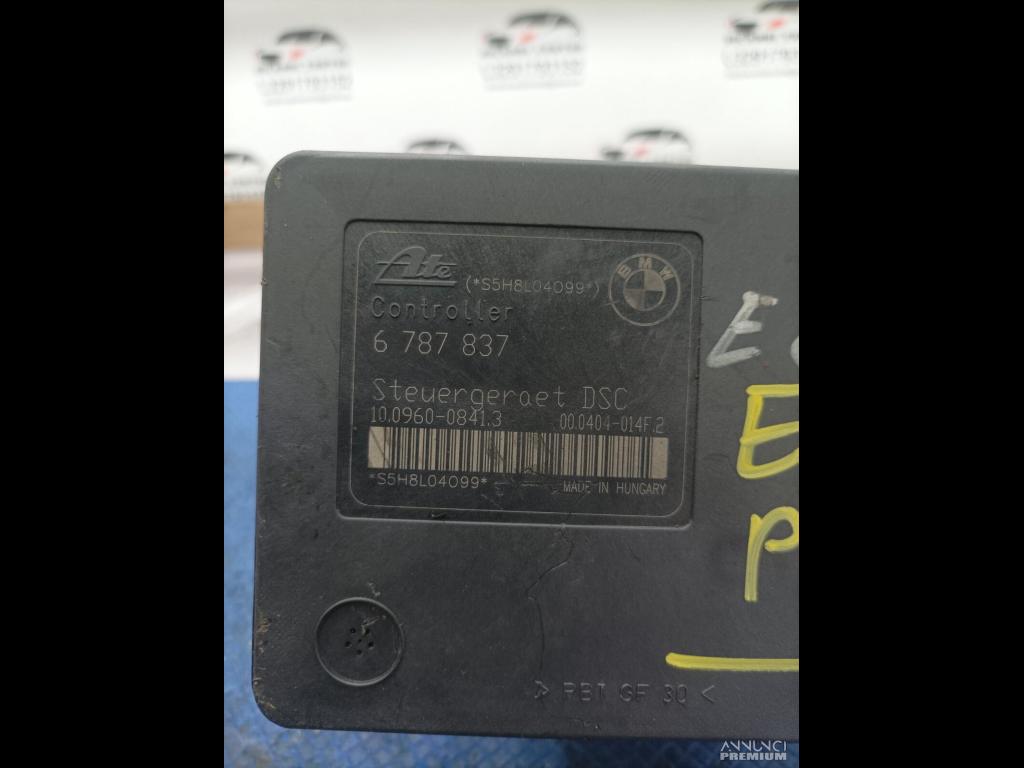 Ate
(*S5H8L04099*)
BMW
Controller
6 787 837
Steuergeraet DSC
10.0960-0841.3 00.0404-014F.2
*S5H8L04099*
MADE IN HUNGARY
E
E
P
> PBT GF 30 <
ANNUNCI
PREMIUM